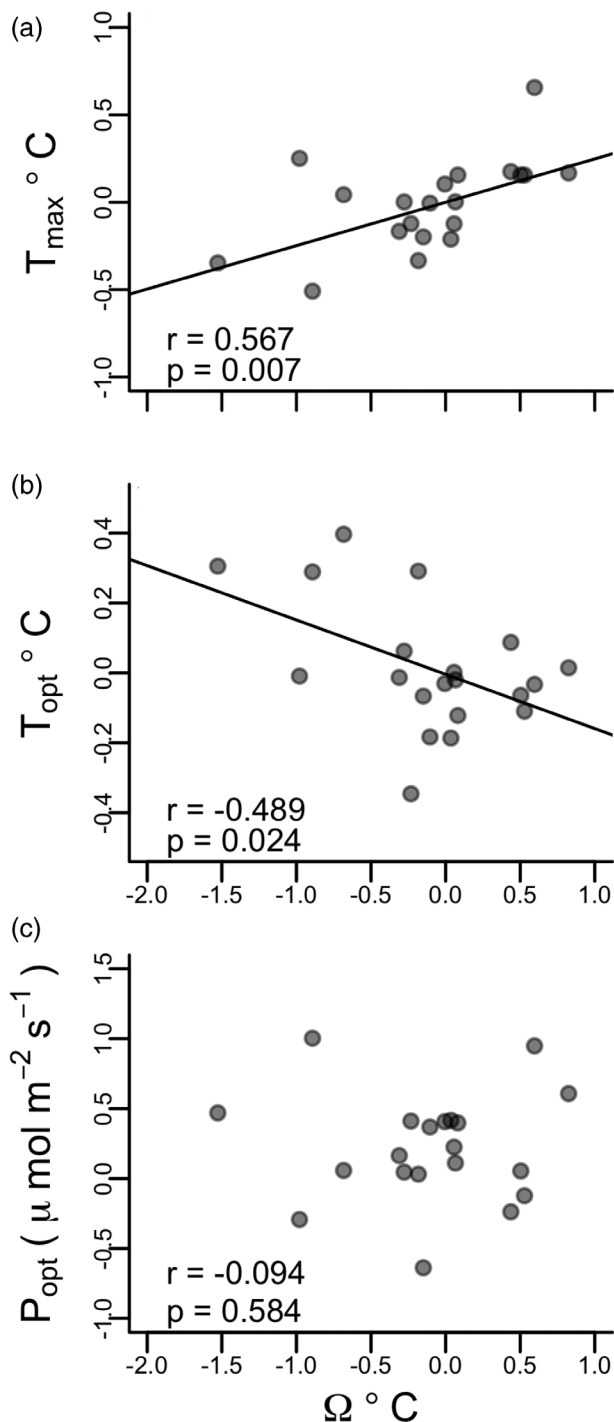 (a)
T max ° C
1.0
0.5
0.0
-0.5
-1.0
r = 0.567
p = 0.007
(b)
T opt ° C
0.4
0.2
0.0
-0.2
-0.4
r = -0.489
p = 0.024
-2.0 -1.5 -1.0 -0.5 0.0 0.5 1.0
(c)
P opt ( μ mol m⁻² s⁻¹ )
1.5
1.0
0.5
0.0
-0.5
-1.0
r = -0.094
p = 0.584
-2.0 -1.5 -1.0 -0.5 0.0 0.5 1.0
Ω ° C